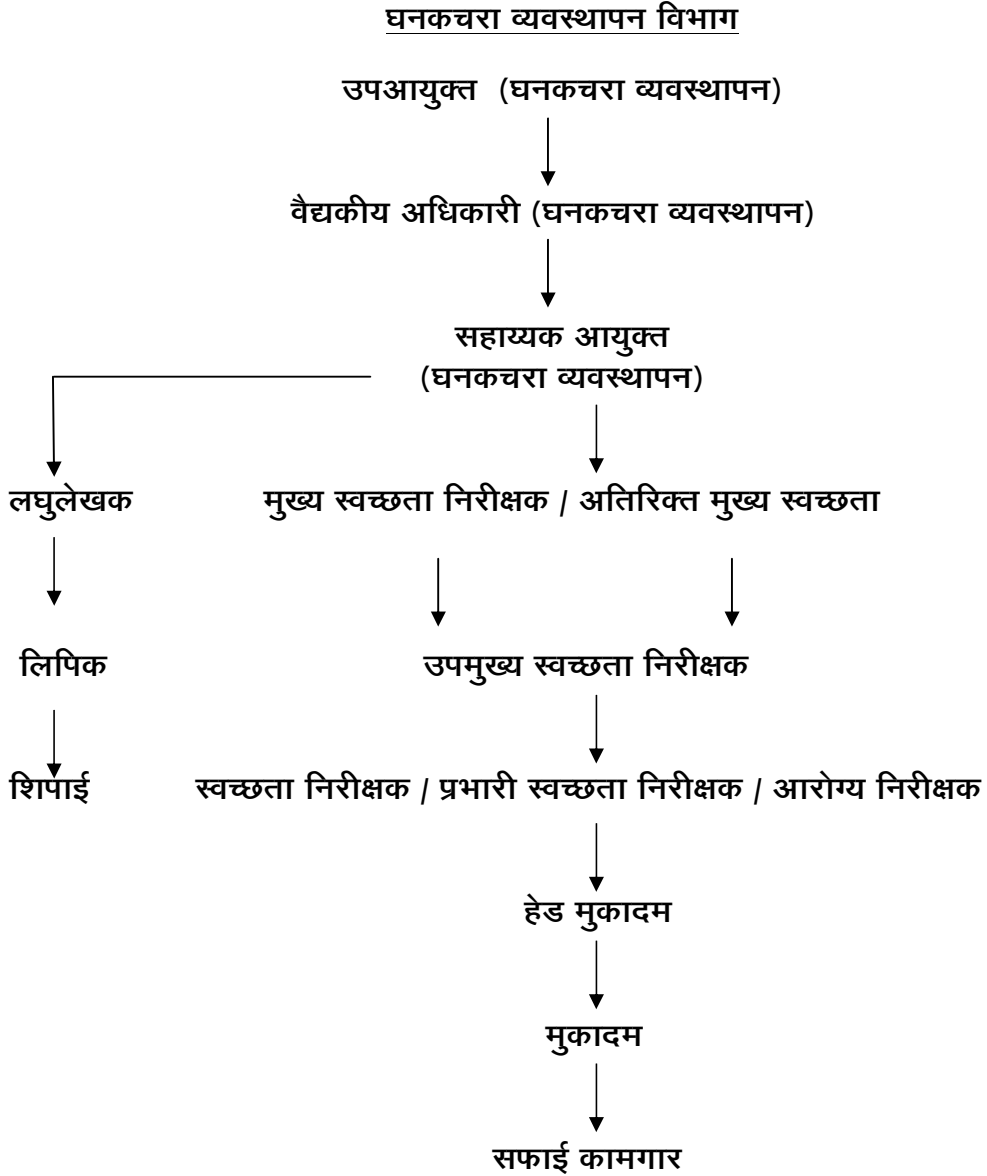 घनकचरा व्यवस्थापन विभाग
उपआयुक्त (घनकचरा व्यवस्थापन)
वैद्यकीय अधिकारी (घनकचरा व्यवस्थापन)
सहाय्यक आयुक्त
(घनकचरा व्यवस्थापन)
लघुलेखक
मुख्य स्वच्छता निरीक्षक / अतिरिक्त मुख्य स्वच्छता
लिपिक
उपमुख्य स्वच्छता निरीक्षक
शिपाई
स्वच्छता निरीक्षक / प्रभारी स्वच्छता निरीक्षक / आरोग्य निरीक्षक
हेड मुकादम
मुकादम
सफाई कामगार